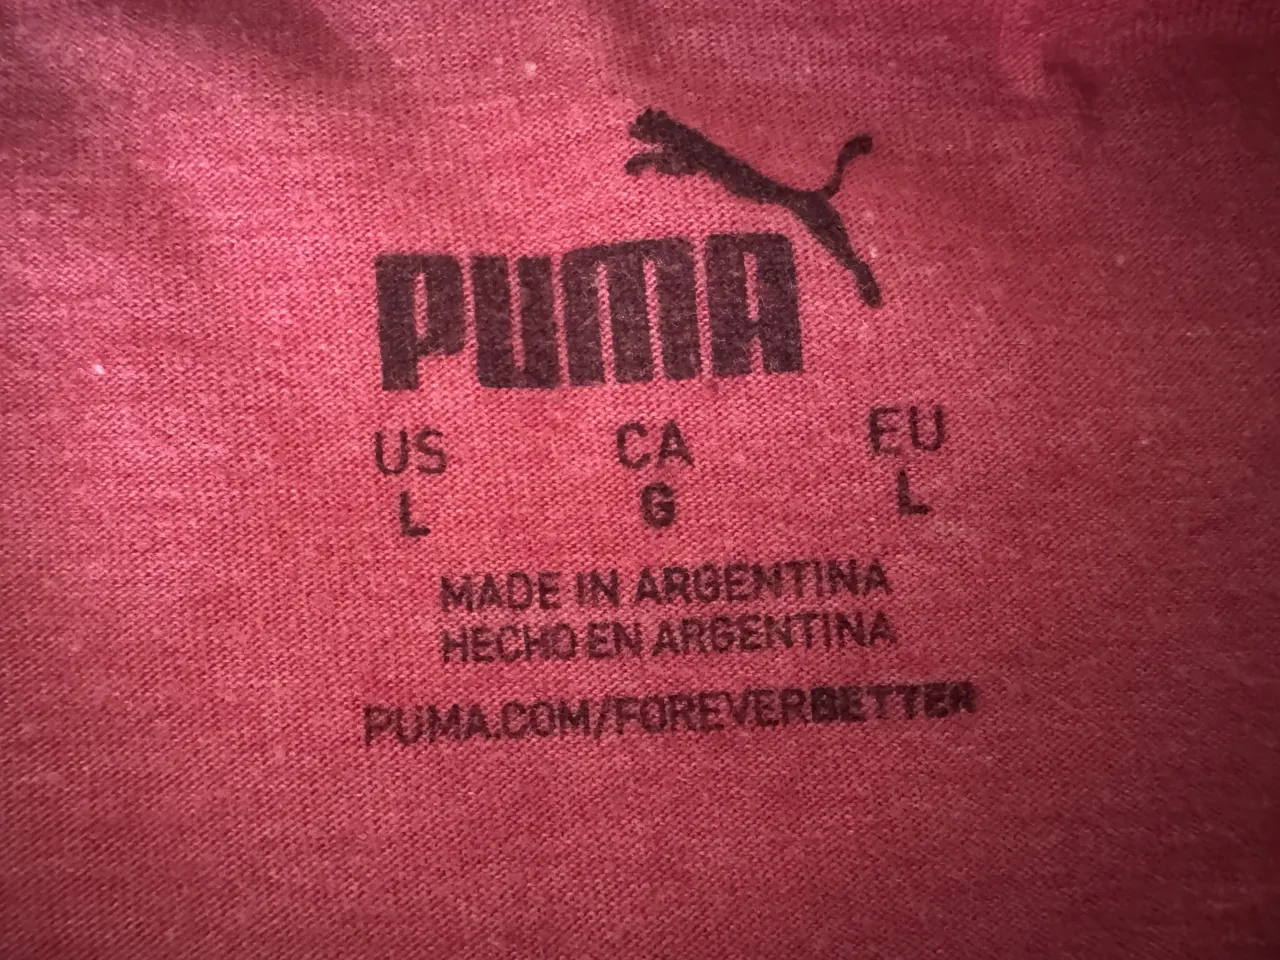 PUMA
US CA EU
L G L
MADE IN ARGENTINA
HECHO EN ARGENTINA
PUMA.COM/FOREVERBETTER